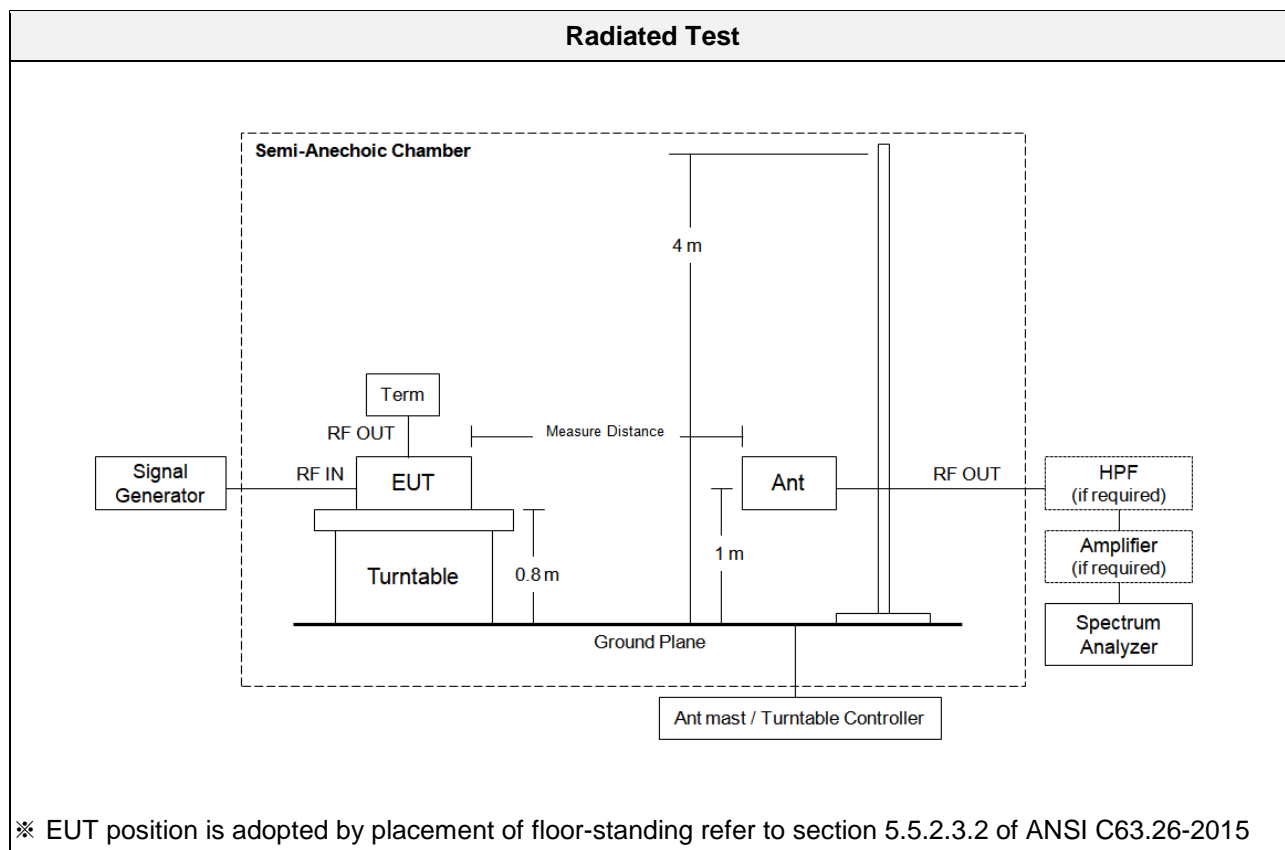 Radiated Test
Semi-Anechoic Chamber
4 m
Term
RF OUT
Measure Distance
Signal
Generator
RF IN
EUT
Ant
RF OUT
HPF
(if required)
1 m
Amplifier
(if required)
Turntable
0.8 m
Spectrum
Analyzer
Ground Plane
Ant mast / Turntable Controller
※ EUT position is adopted by placement of floor-standing refer to section 5.5.2.3.2 of ANSI C63.26-2015